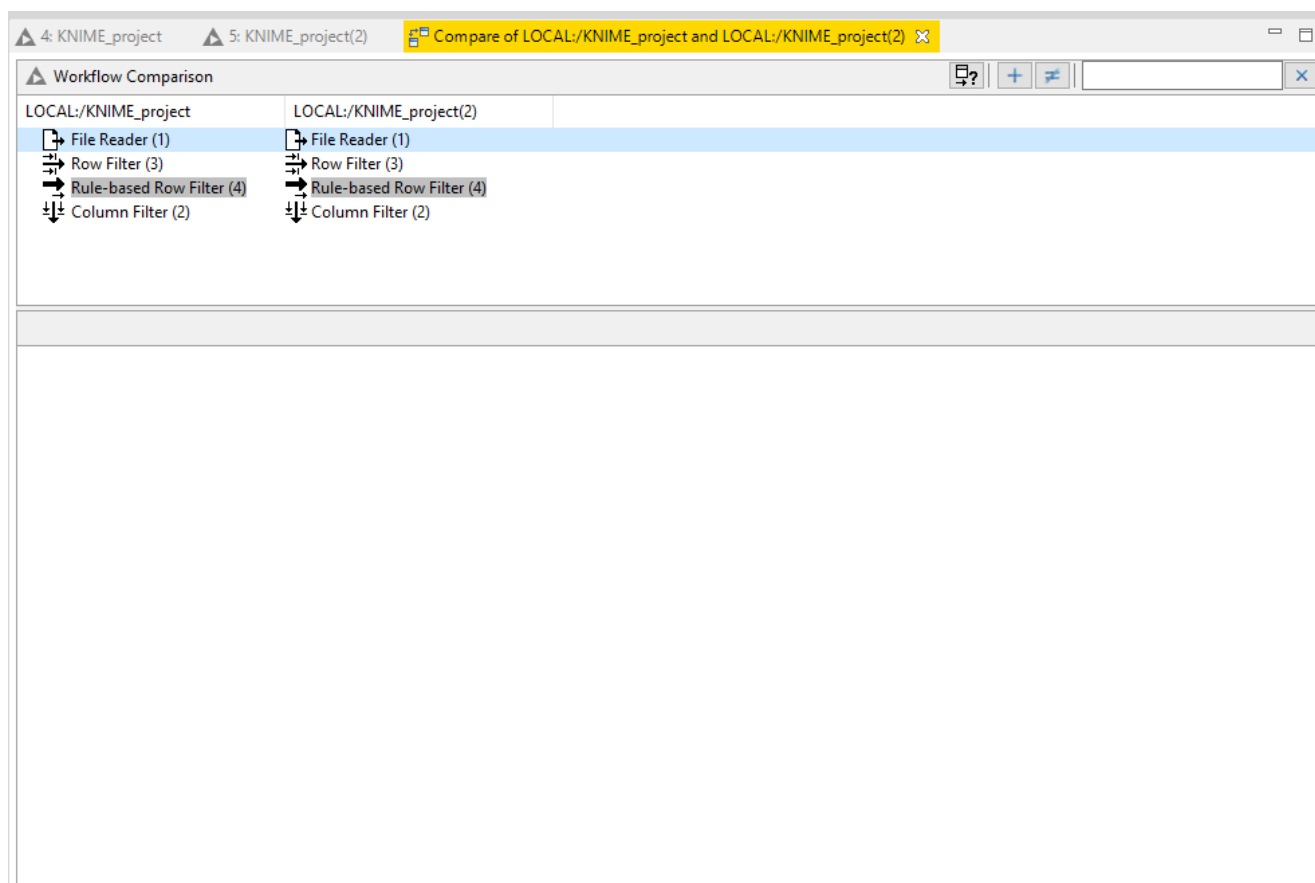 4: KNIME_project 5: KNIME_project(2) Compare of LOCAL:/KNIME_project and LOCAL:/KNIME_project(2)
Workflow Comparison
LOCAL:/KNIME_project LOCAL:/KNIME_project(2)
File Reader (1) File Reader (1)
Row Filter (3) Row Filter (3)
Rule-based Row Filter (4) Rule-based Row Filter (4)
Column Filter (2) Column Filter (2)